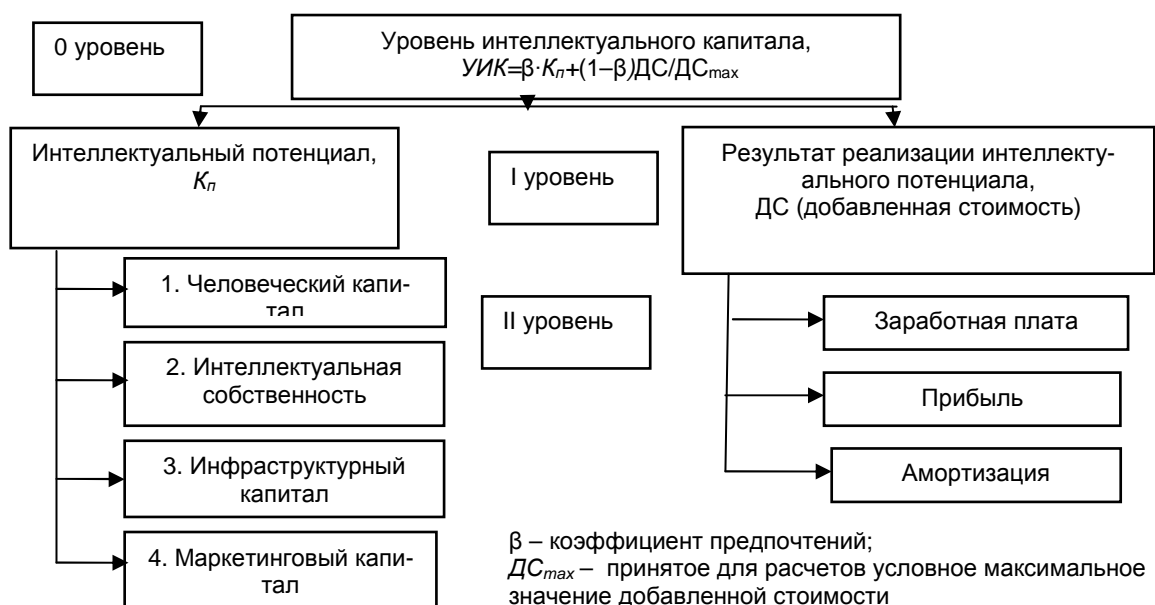 0 уровень
Уровень интеллектуального капитала,
УИК=β·Кп+(1–β)ДС/ДСmax
Интеллектуальный потенциал,
Кп
I уровень
Результат реализации интеллекту-
ального потенциала,
ДС (добавленная стоимость)
1. Человеческий капи-
тал
II уровень
Заработная плата
2. Интеллектуальная
собственность
Прибыль
3. Инфраструктурный
капитал
Амортизация
4. Маркетинговый капи-
тал
β – коэффициент предпочтений;
ДСmax – принятое для расчетов условное максимальное
значение добавленной стоимости